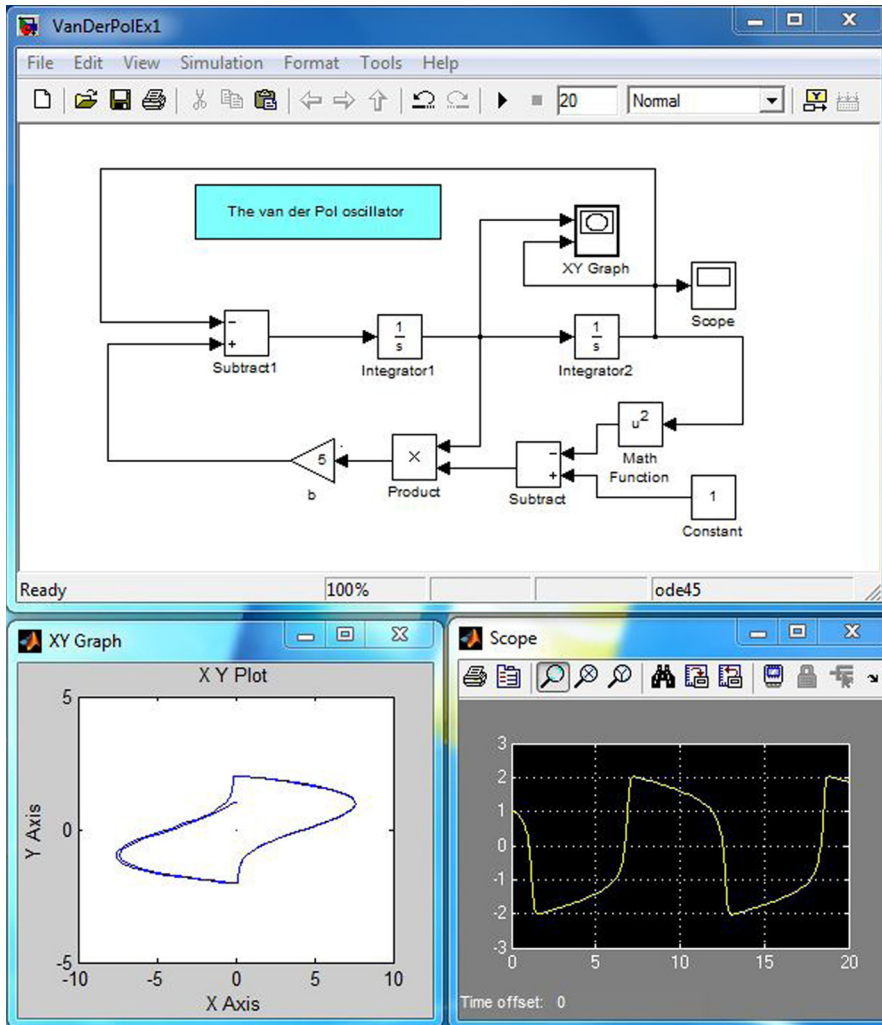 VanDerPolEx1
File Edit View Simulation Format Tools Help
20 Normal
The van der Pol oscillator
XY Graph
Scope
−
+
Subtract1
1
s
Integrator1
1
s
Integrator2
5
b
×
Product
−
+
Subtract
u²
Math
Function
1
Constant
Ready 100% ode45
XY Graph
X Y Plot
5
0
-5
-10 -5 0 5 10
Y Axis
X Axis
Scope
3
2
1
0
-1
-2
-3
0 5 10 15 20
Time offset: 0